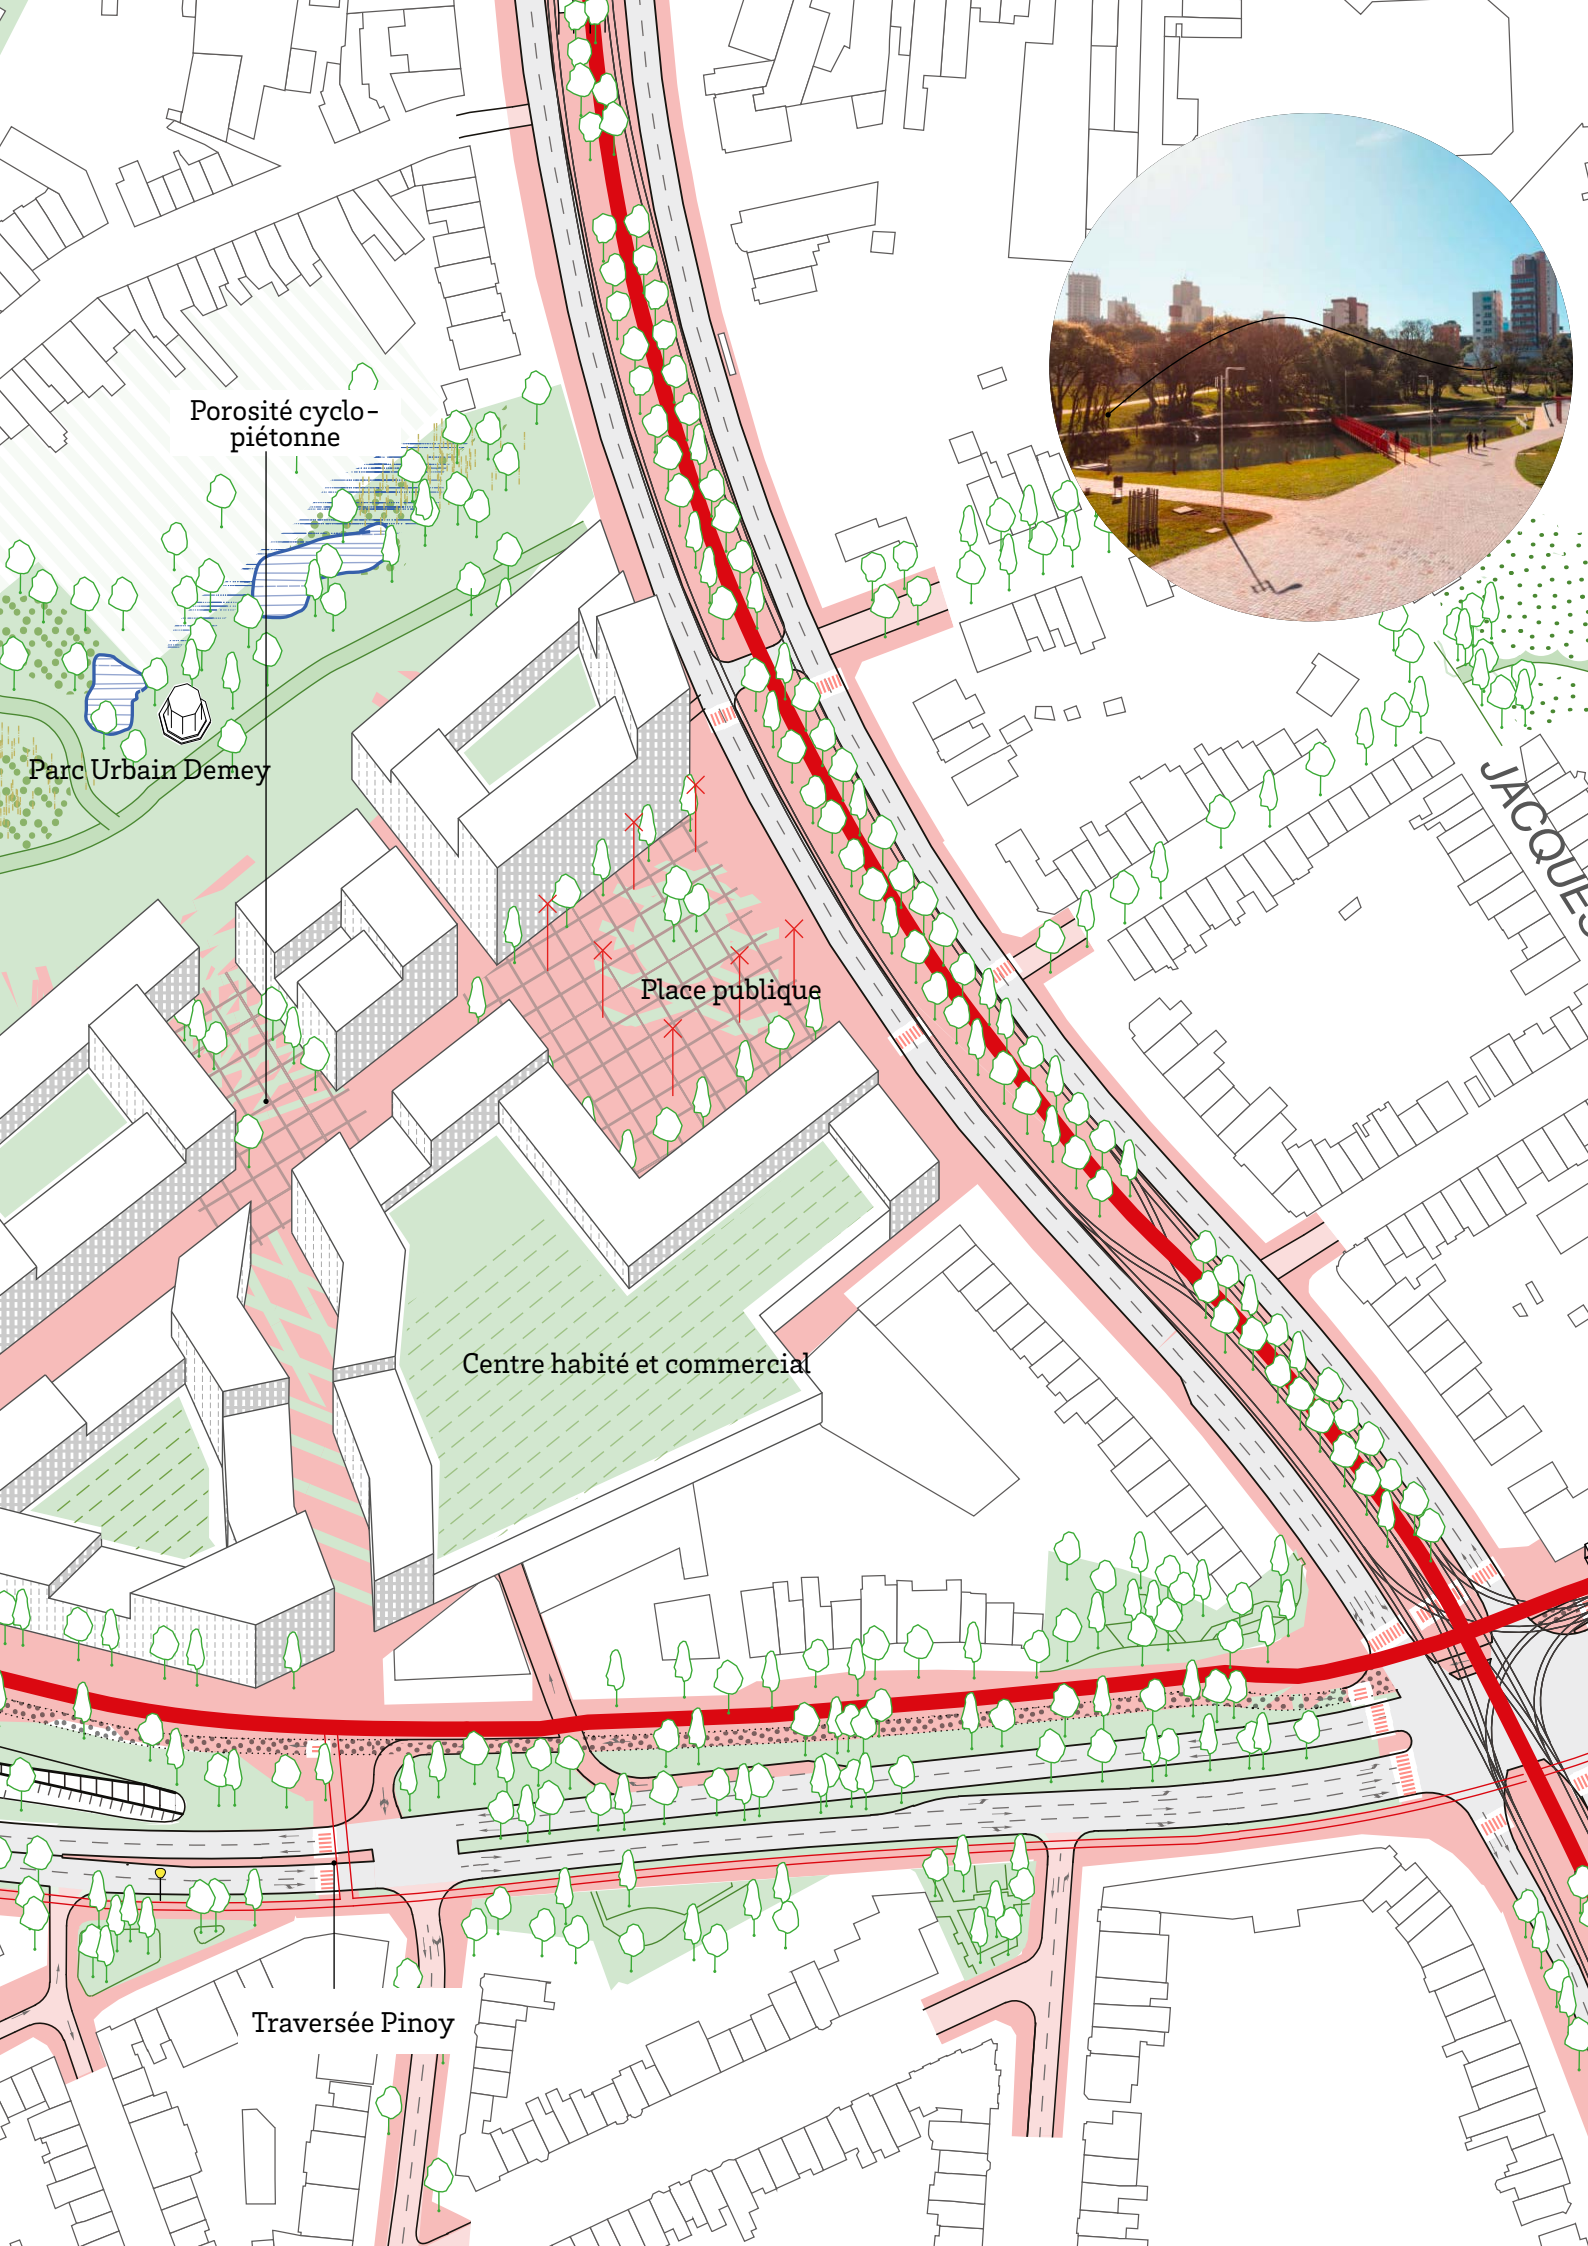 Porosité cyclo-
piétonne
Parc Urbain Demey
JACQUES
Place publique
Centre habité et commercial
Traversée Pinoy